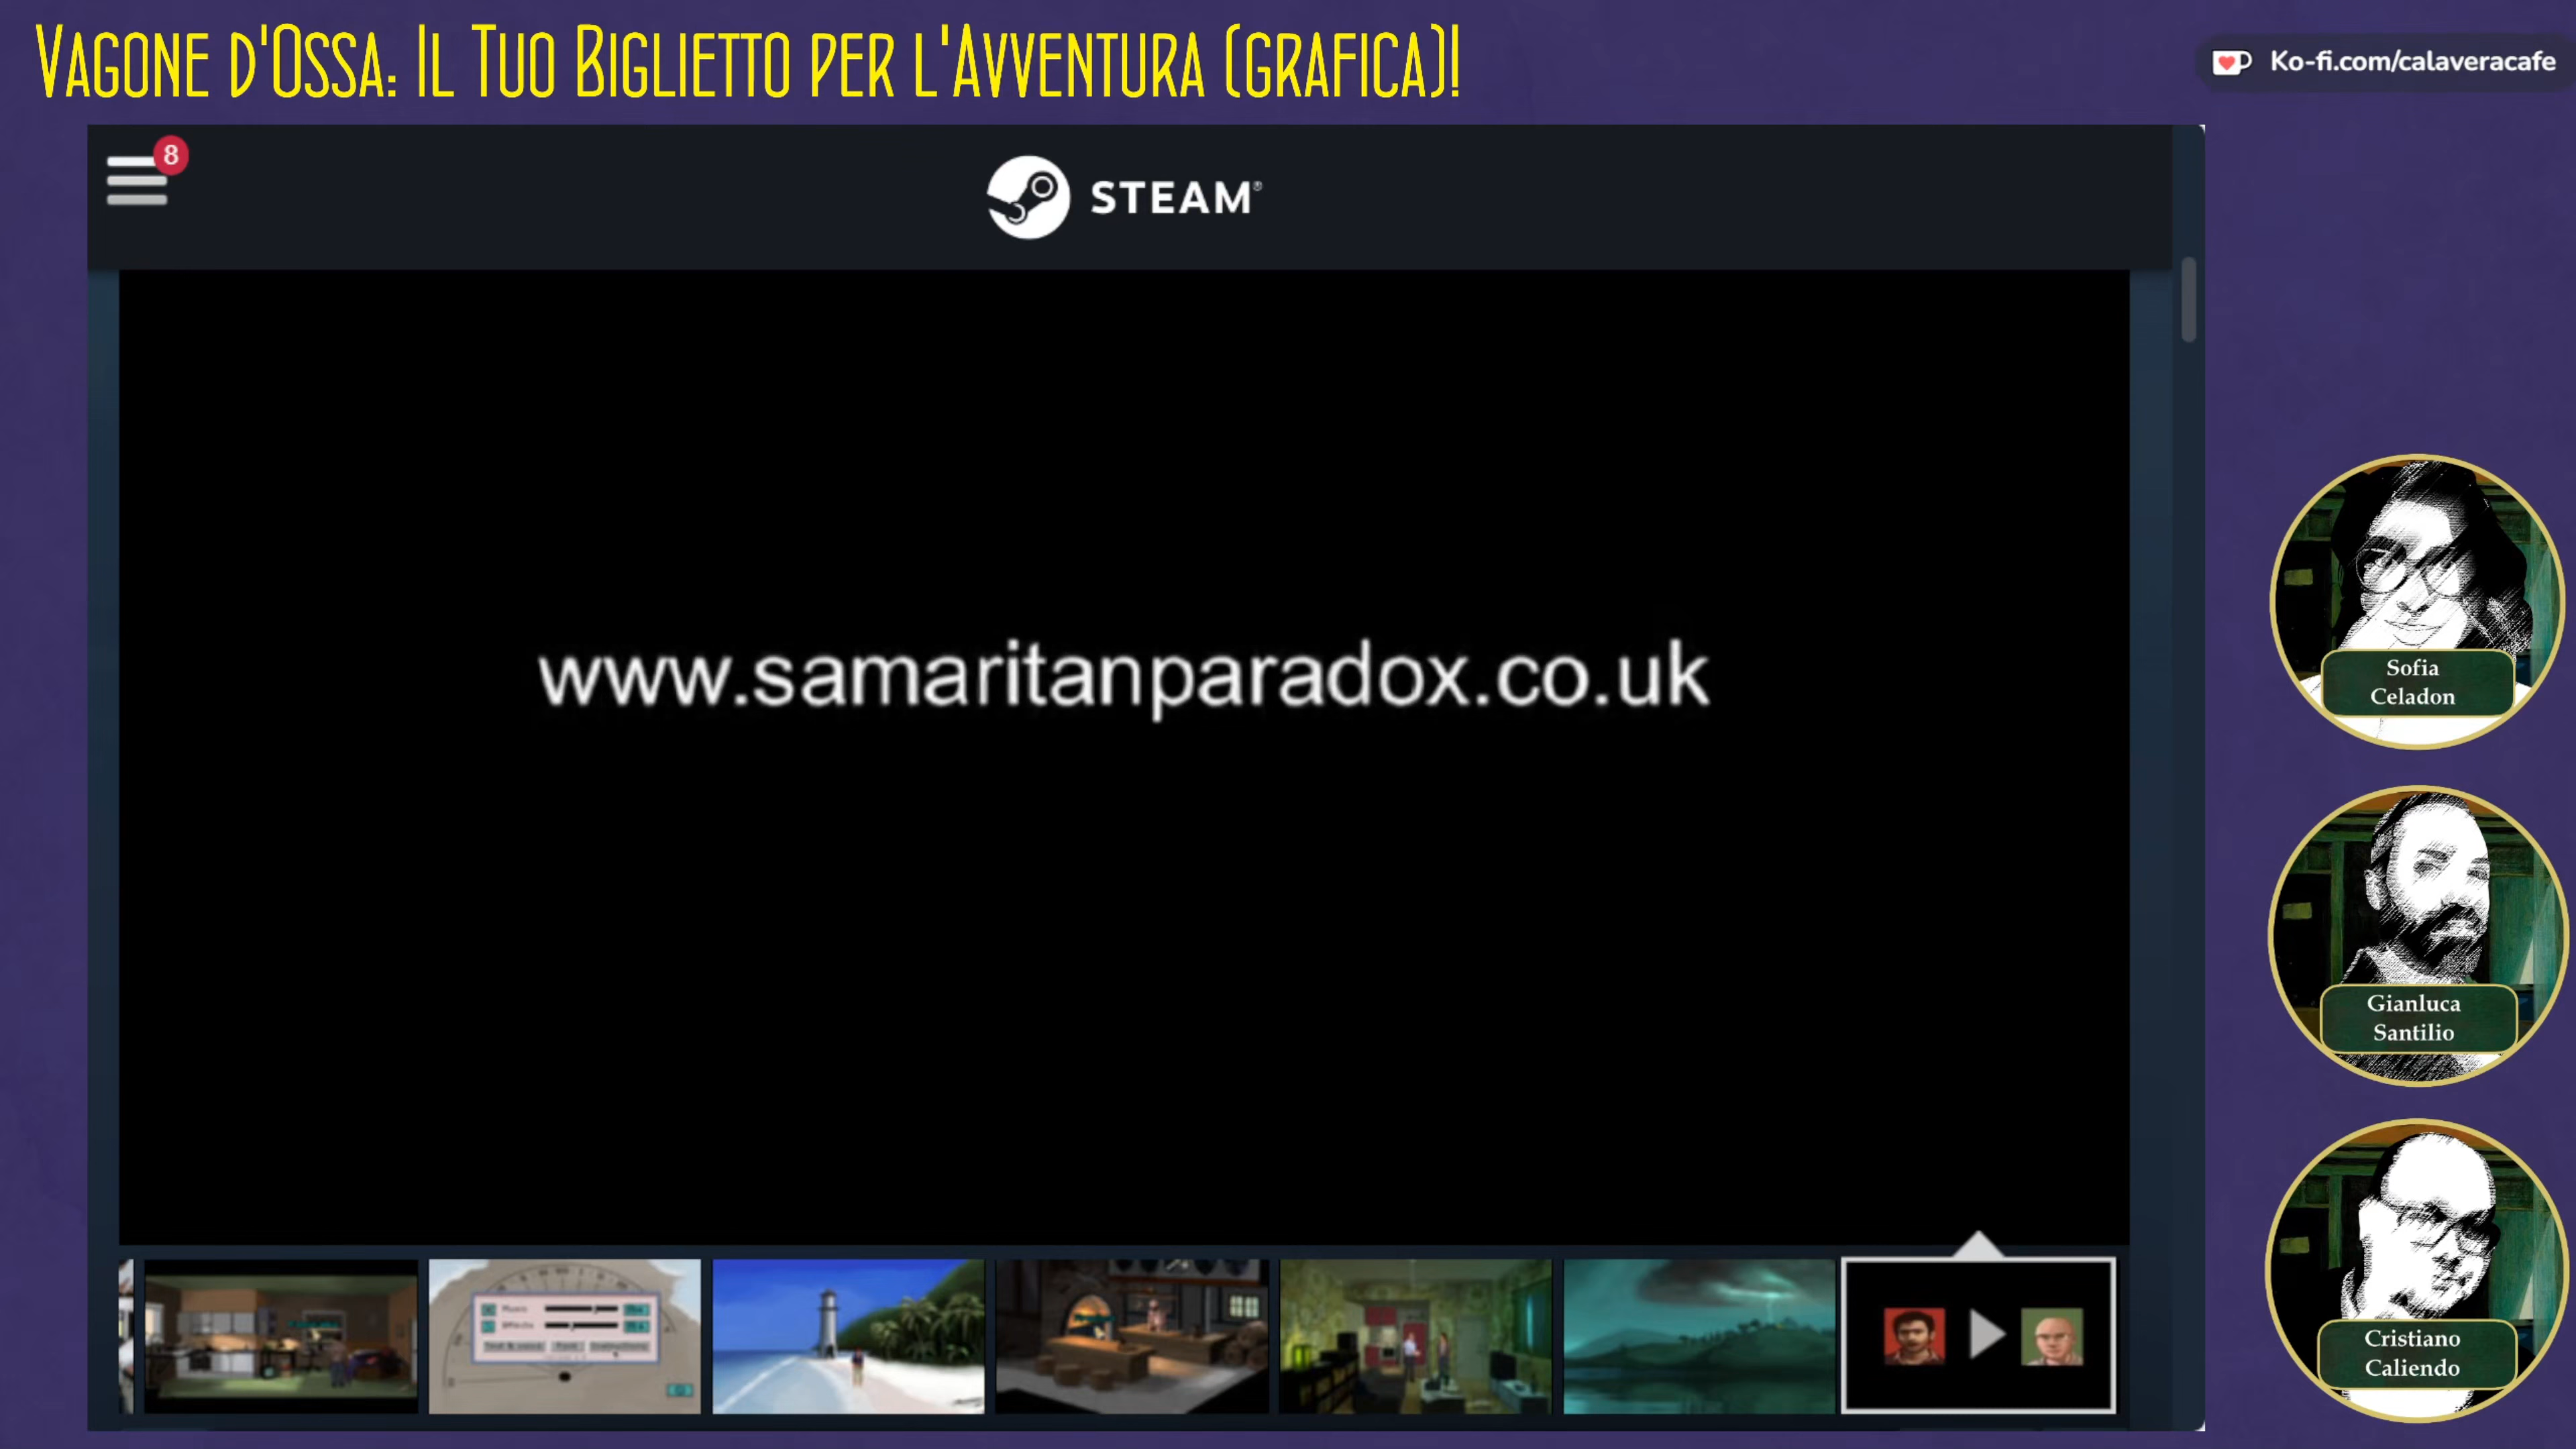 Vagone d'Ossa: Il Tuo Biglietto per l'Avventura (grafica)!
Ko-fi.com/calaveracafe
8
STEAM®
www.samaritanparadox.co.uk
Sofia
Celadon
Gianluca
Santilio
Cristiano
Caliendo